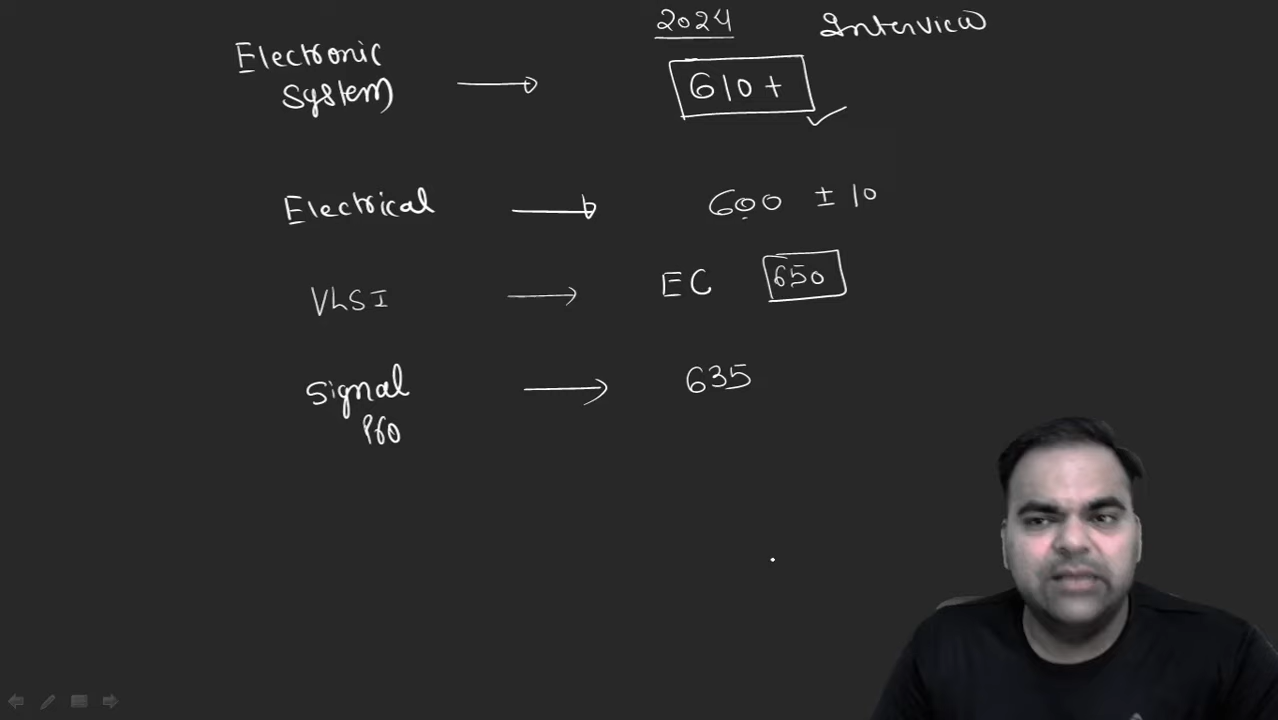 2024 Interview
Electronic
System → 610+
Electrical → 600 ± 10
VLSI → EC 650
Signal → 635
Pro